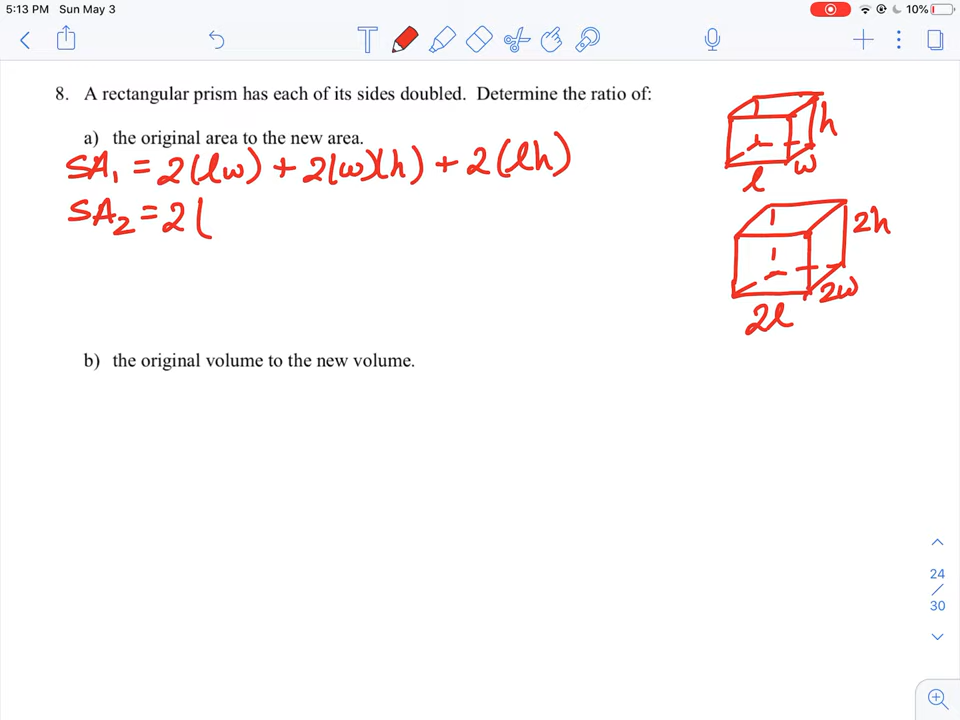 5:13 PM Sun May 3
10%
T
8. A rectangular prism has each of its sides doubled. Determine the ratio of:
a) the original area to the new area.
SA₁ = 2(lw) + 2(w)(h) + 2(lh)
SA₂ = 2(
h
w
l
2h
2w
2l
b) the original volume to the new volume.
24
/
30